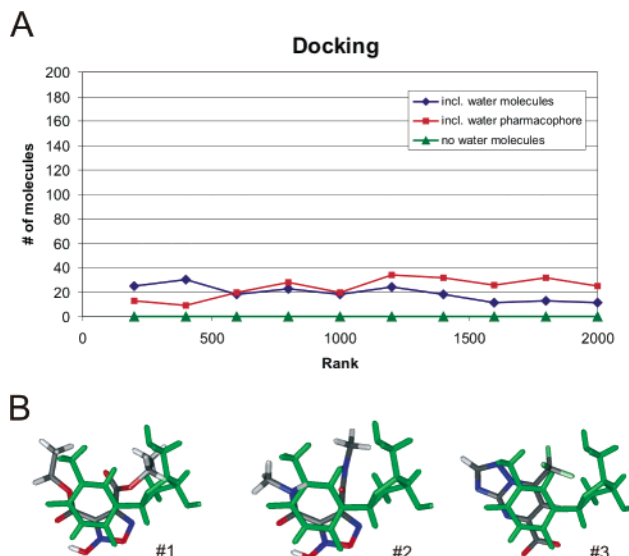 A
Docking
200
180
160
140
120
100
80
60
40
20
0
# of molecules
incl. water molecules
incl. water pharmacophore
no water molecules
0 500 1000 1500 2000
Rank
B
#1 #2 #3